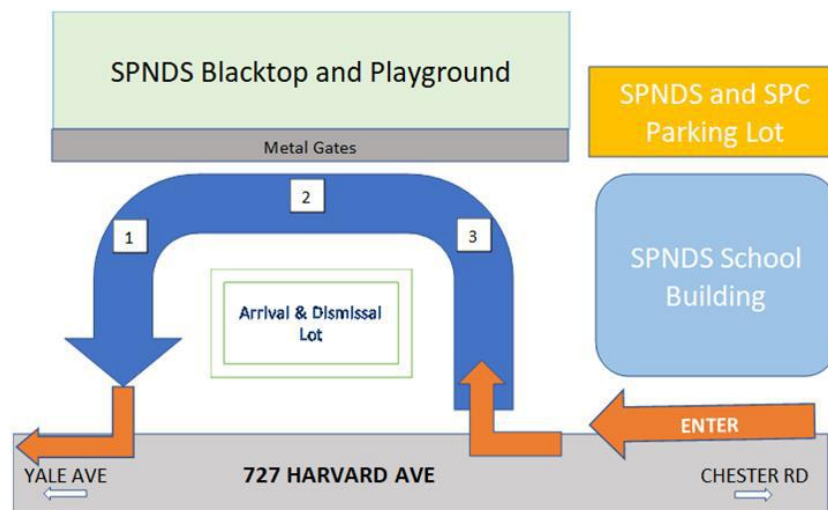 SPNDS Blacktop and Playground
SPNDS and SPC
Parking Lot
Metal Gates
2
1
3
SPNDS School
Building
Arrival & Dismissal
Lot
ENTER
YALE AVE
727 HARVARD AVE
CHESTER RD